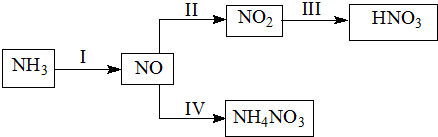 II III
NO₂ HNO₃
I
NH₃ NO
IV
NH₄NO₃